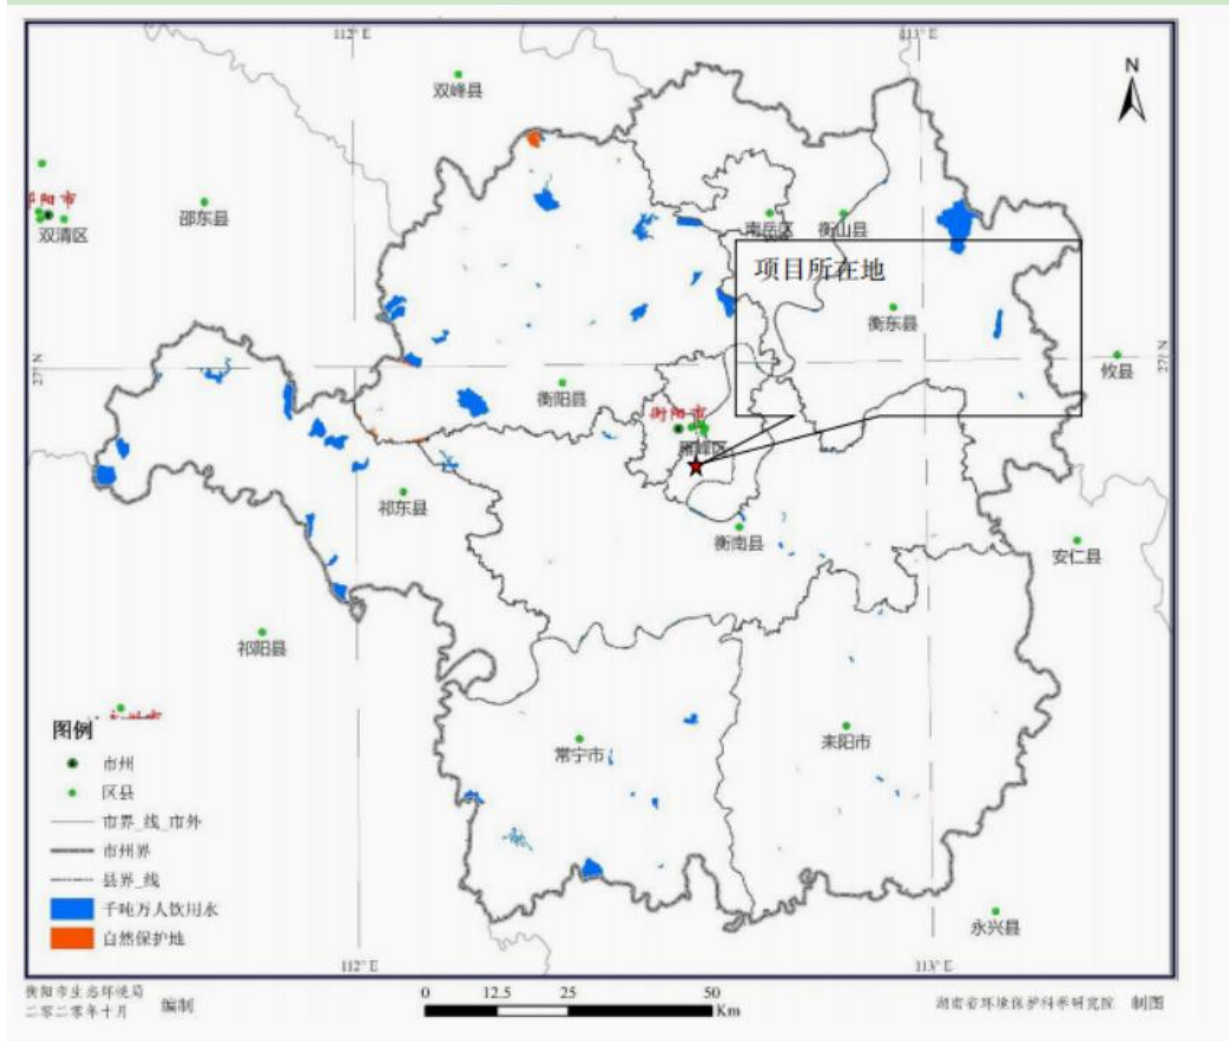 112° E
113° E
双峰县
N
阳市
邵东县
双清区
南岳区
衡山县
项目所在地
衡东县
27° N
27° N
攸县
衡阳县
衡阳市
雁峰区
祁东县
衡南县
安仁县
祁阳县
常宁市
耒阳市
永兴县
图例
市州
区县
市界_线_市外
市州界
县界_线
千吨万人饮用水
自然保护地
112° E
113° E
衡阳市生态环境局
二零二零年十月
编制
0 12.5 25 50
Km
湖南省环境保护科学研究院 制图